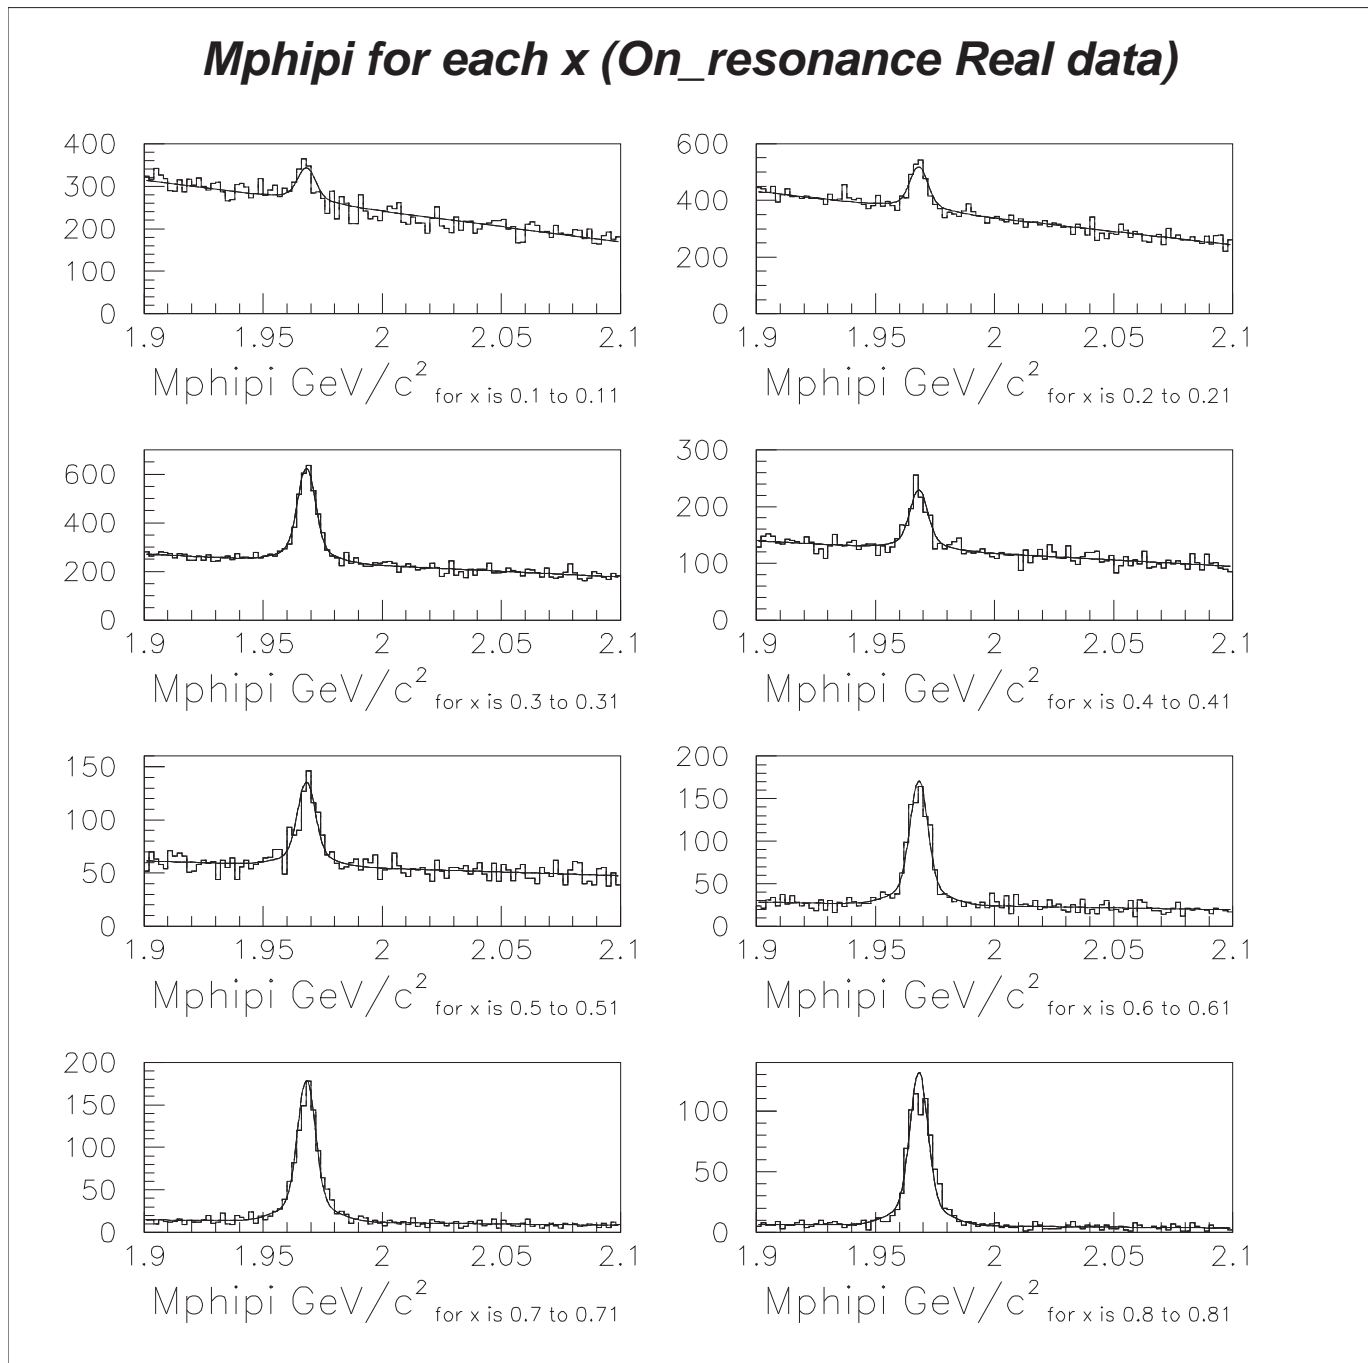 Mphipi for each x (On_resonance Real data)
400
300
200
100
0
1.9 1.95 2 2.05 2.1
Mphipi GeV/c² for x is 0.1 to 0.11
600
400
200
0
1.9 1.95 2 2.05 2.1
Mphipi GeV/c² for x is 0.2 to 0.21
600
400
200
0
1.9 1.95 2 2.05 2.1
Mphipi GeV/c² for x is 0.3 to 0.31
300
200
100
0
1.9 1.95 2 2.05 2.1
Mphipi GeV/c² for x is 0.4 to 0.41
150
100
50
0
1.9 1.95 2 2.05 2.1
Mphipi GeV/c² for x is 0.5 to 0.51
200
150
100
50
0
1.9 1.95 2 2.05 2.1
Mphipi GeV/c² for x is 0.6 to 0.61
200
150
100
50
0
1.9 1.95 2 2.05 2.1
Mphipi GeV/c² for x is 0.7 to 0.71
100
50
0
1.9 1.95 2 2.05 2.1
Mphipi GeV/c² for x is 0.8 to 0.81